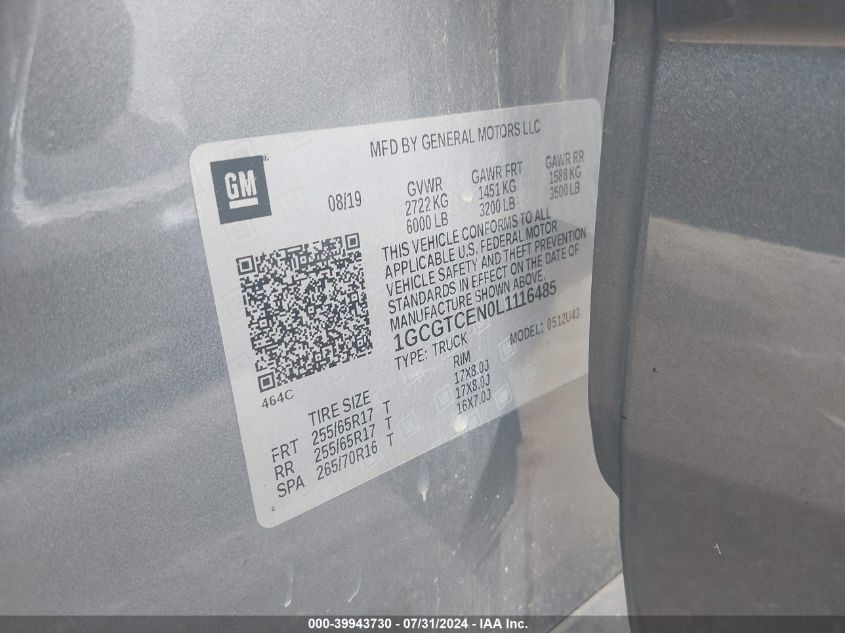 MFD BY GENERAL MOTORS LLC
GM
08/19
GVWR GAWR FRT GAWR RR
2722 KG 1451 KG 1588 KG
6000 LB 3200 LB 3500 LB
THIS VEHICLE CONFORMS TO ALL
APPLICABLE U.S. FEDERAL MOTOR
VEHICLE SAFETY AND THEFT PREVENTION
STANDARDS IN EFFECT ON THE DATE OF
MANUFACTURE SHOWN ABOVE.
1GCGTCEN0L1116485
TYPE: TRUCK MODEL: 0512U43
464C
TIRE SIZE RIM
FRT 255/65R17 T 17X8.0J
RR 255/65R17 T 17X8.0J
SPA 265/70R16 T 16X7.0J
000-39943730 - 07/31/2024 - IAA Inc.